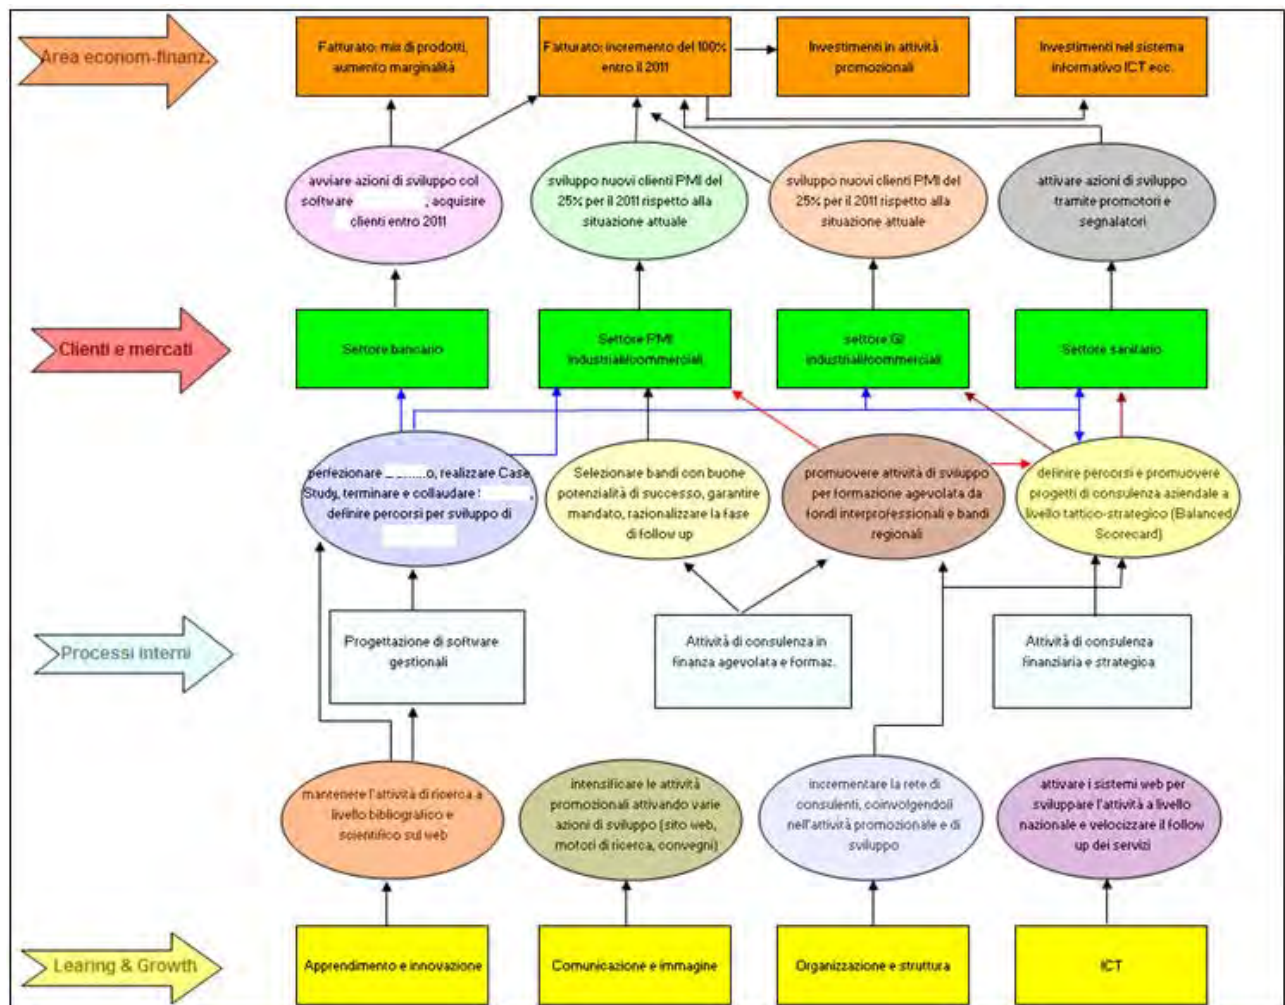 Area econom-finanz.
Fatturato: mix di prodotti,
aumento marginalità
Fatturato: incremento del 100%
entro il 2011
Investimenti in attività
promozionali
Investimenti nel sistema
informativo ICT ecc.
avviare azioni di sviluppo col
software , acquisire
clienti entro 2011
sviluppo nuovi clienti PMI del
25% per il 2011 rispetto alla
situazione attuale
sviluppo nuovi clienti PMI del
25% per il 2011 rispetto alla
situazione attuale
attivare azioni di sviluppo
tramite promotori e
segnalatori
Clienti e mercati
Settore bancario
Settore PMI
industriali/commerciali
settore GI
industriali/commerciali
Settore sanitario
perfezionare , realizzare Case
Study, terminare e collaudare ,
definire percorsi per sviluppo di
Selezionare bandi con buone
potenzialità di successo, garantire
mandato, razionalizzare la fase
di follow up
promuovere attività di sviluppo
per formazione agevolata da
fondi interprofessionali e bandi
regionali
definire percorsi e promuovere
progetti di consulenza aziendale a
livello tattico-strategico (Balanced
Scorecard)
Processi interni
Progettazione di software
gestionali
Attività di consulenza in
finanza agevolata e formaz.
Attività di consulenza
finanziaria e strategica
mantenere l'attività di ricerca a
livello bibliografico e
scientifico sul web
intensificare le attività
promozionali attivando varie
azioni di sviluppo (sito web,
motori di ricerca, convegni)
incrementare la rete di
consulenti, coinvolgendoli
nell'attività promozionale e di
sviluppo
attivare i sistemi web per
sviluppare l'attività a livello
nazionale e velocizzare il follow
up dei servizi
Learing & Growth
Apprendimento e innovazione
Comunicazione e immagine
Organizzazione e struttura
ICT